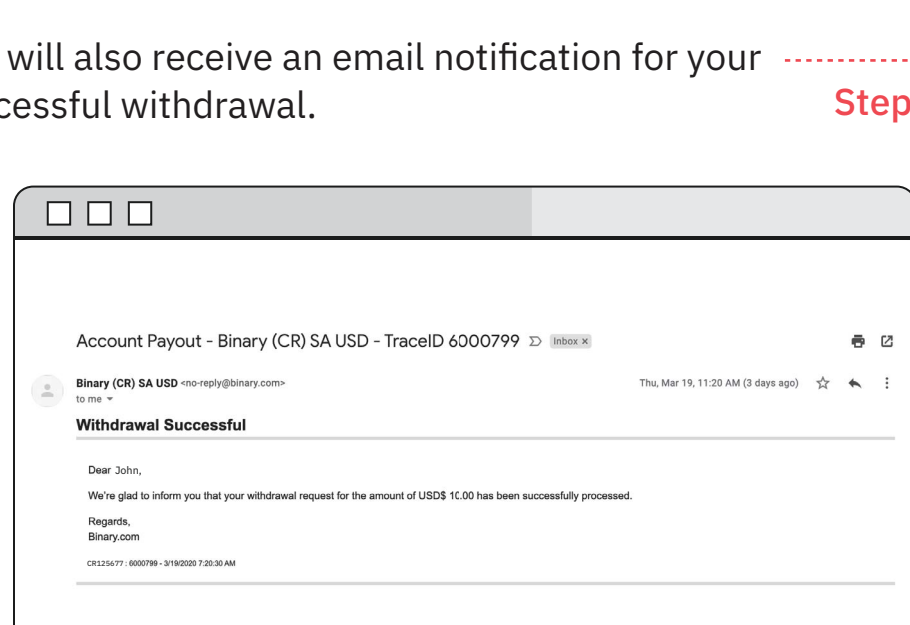 will also receive an email notification for your
cessful withdrawal.
Step
Account Payout - Binary (CR) SA USD - TraceID 6000799 Inbox x
Binary (CR) SA USD <no-reply@binary.com> Thu, Mar 19, 11:20 AM (3 days ago)
to me
Withdrawal Successful
Dear John,
We're glad to inform you that your withdrawal request for the amount of USD$ 10.00 has been successfully processed.
Regards,
Binary.com
CR125677 : 6000799 - 3/19/2020 7:20:30 AM